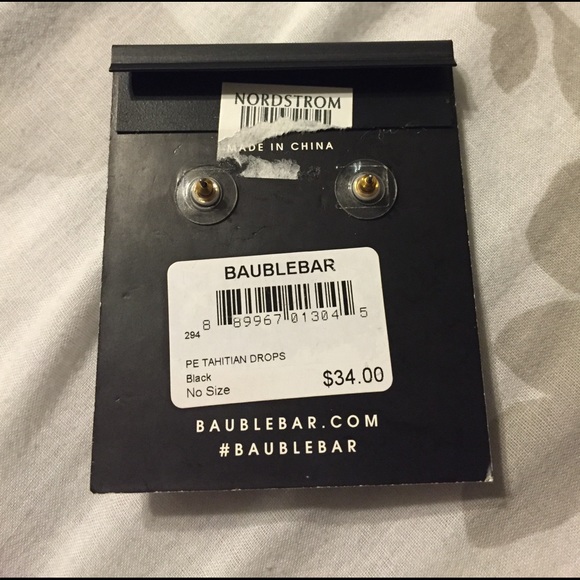 NORDSTROM
MADE IN CHINA
BAUBLEBAR
294 8 89967 01304 5
PE TAHITIAN DROPS
Black
No Size $34.00
BAUBLEBAR.COM
#BAUBLEBAR